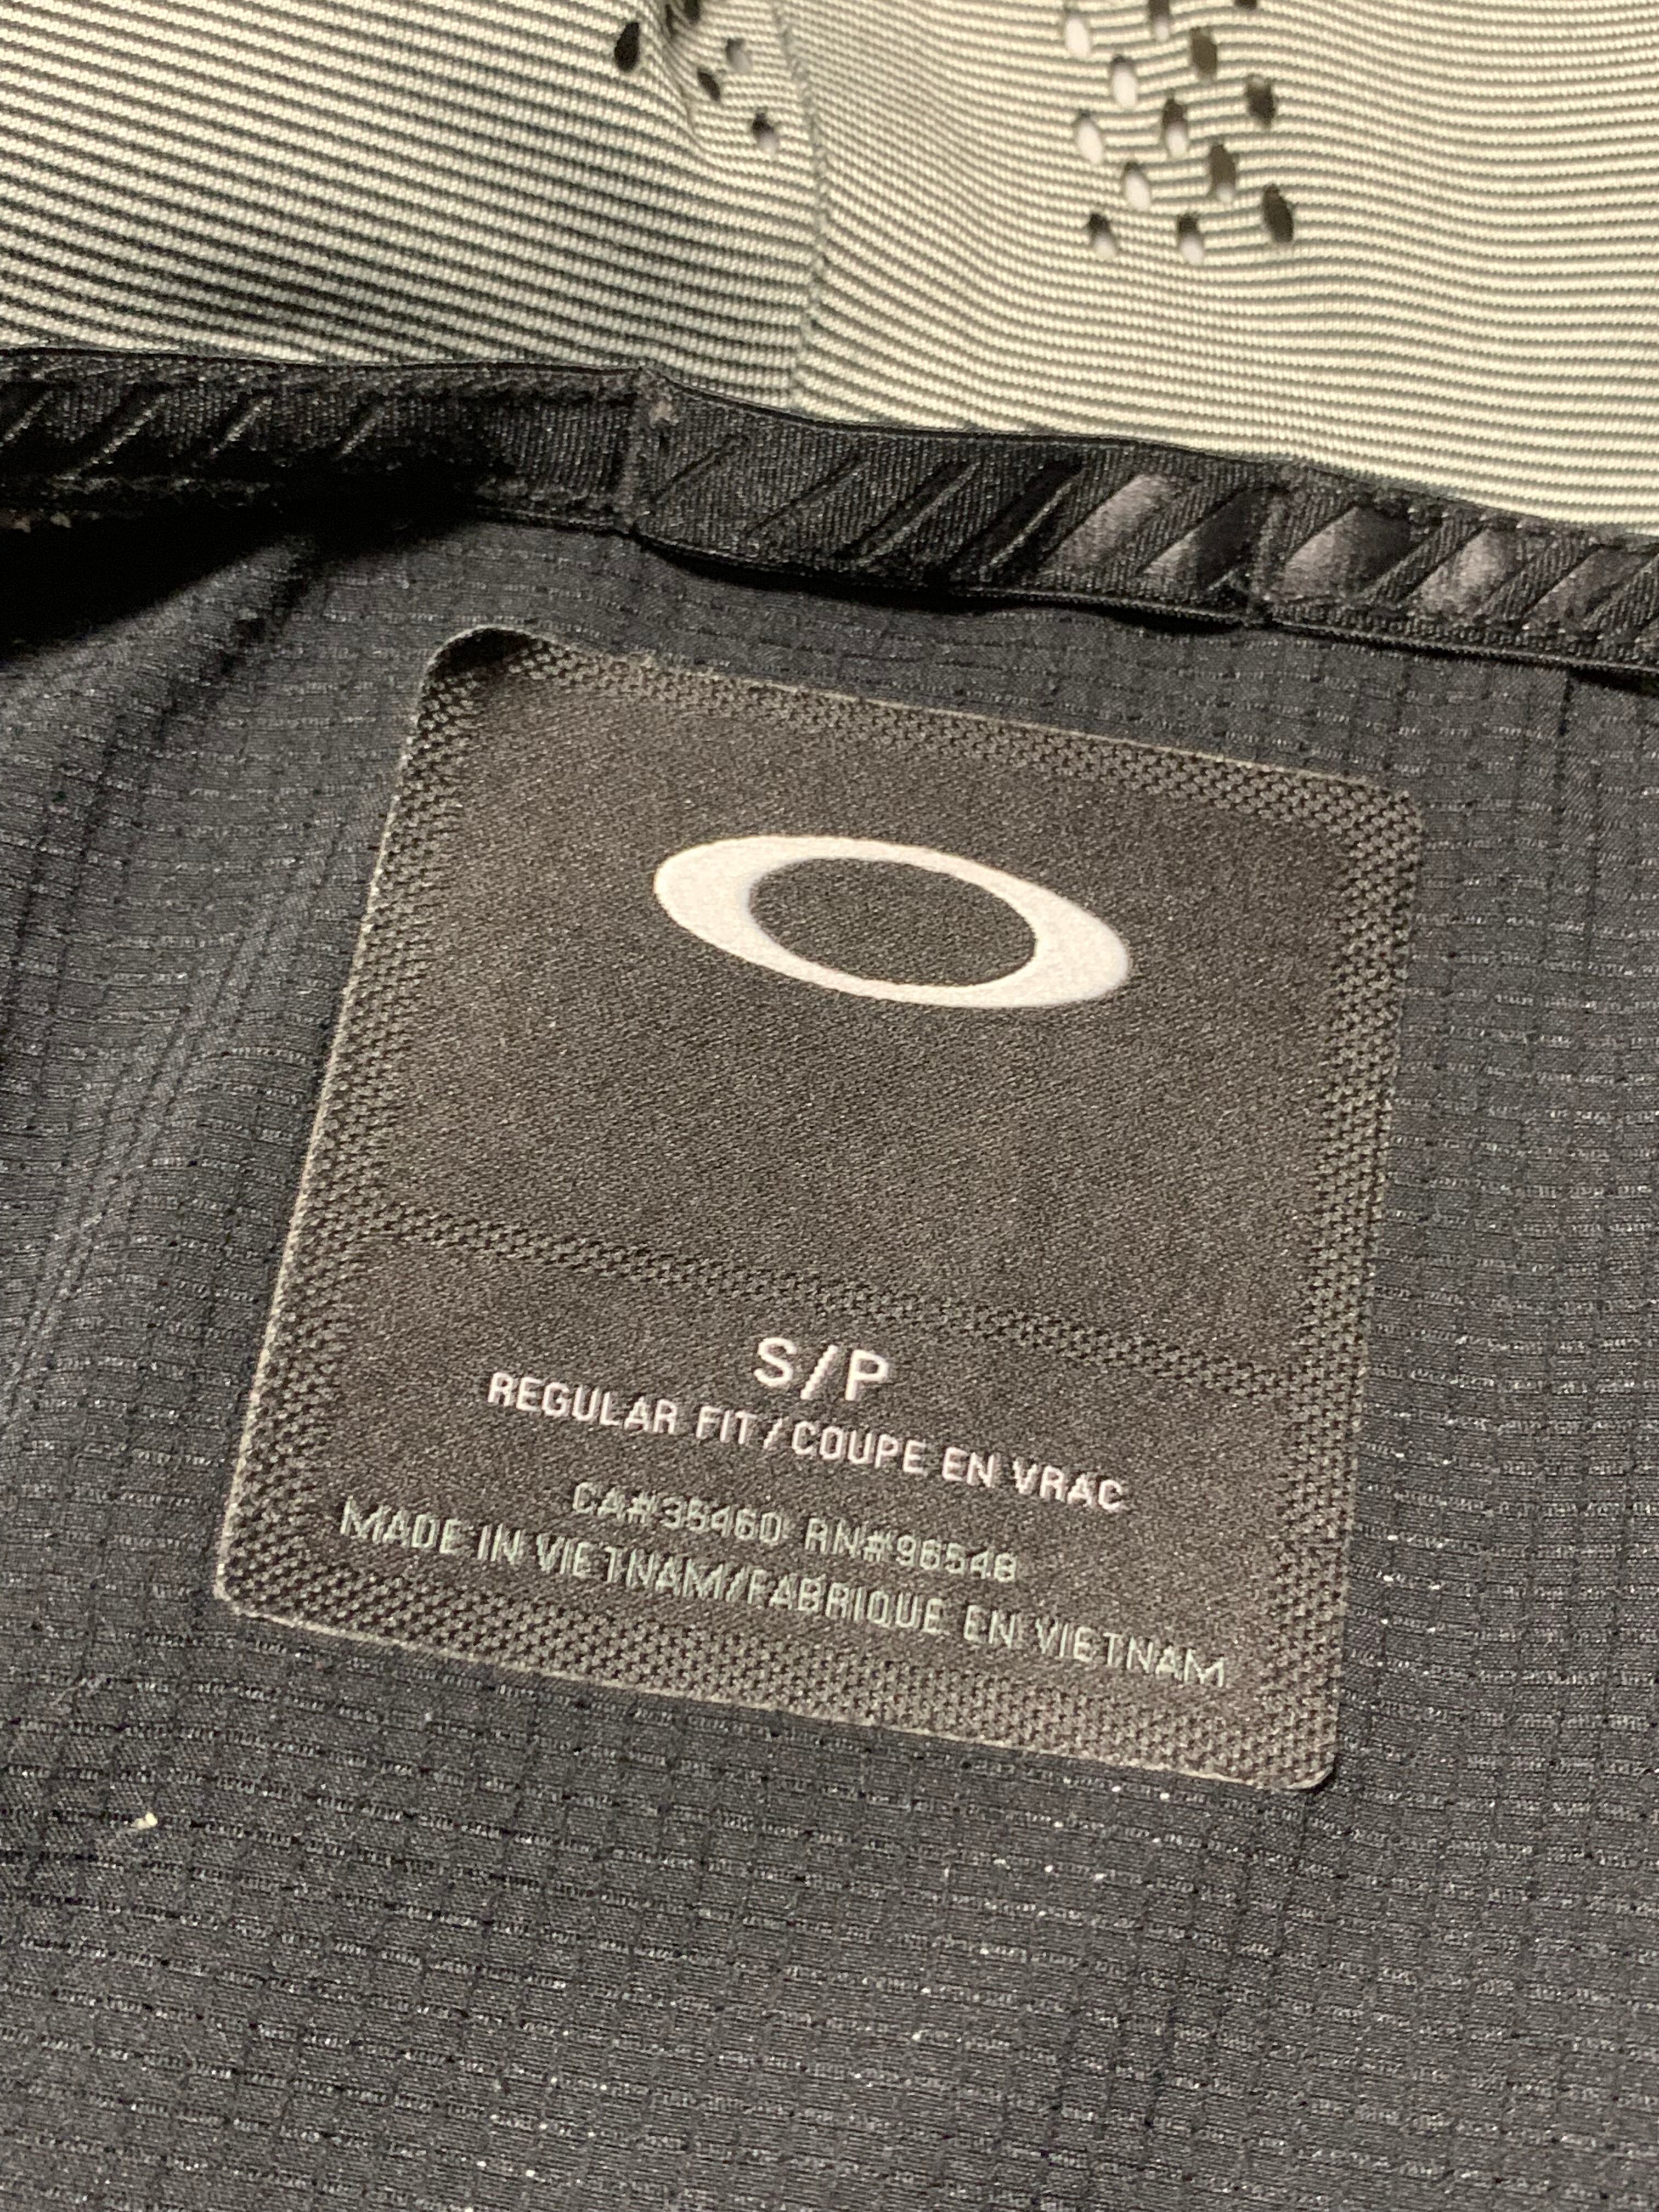 S/P
REGULAR FIT/COUPE EN VRAC
CA#35460 RN#96548
MADE IN VIETNAM/FABRIQUE EN VIETNAM